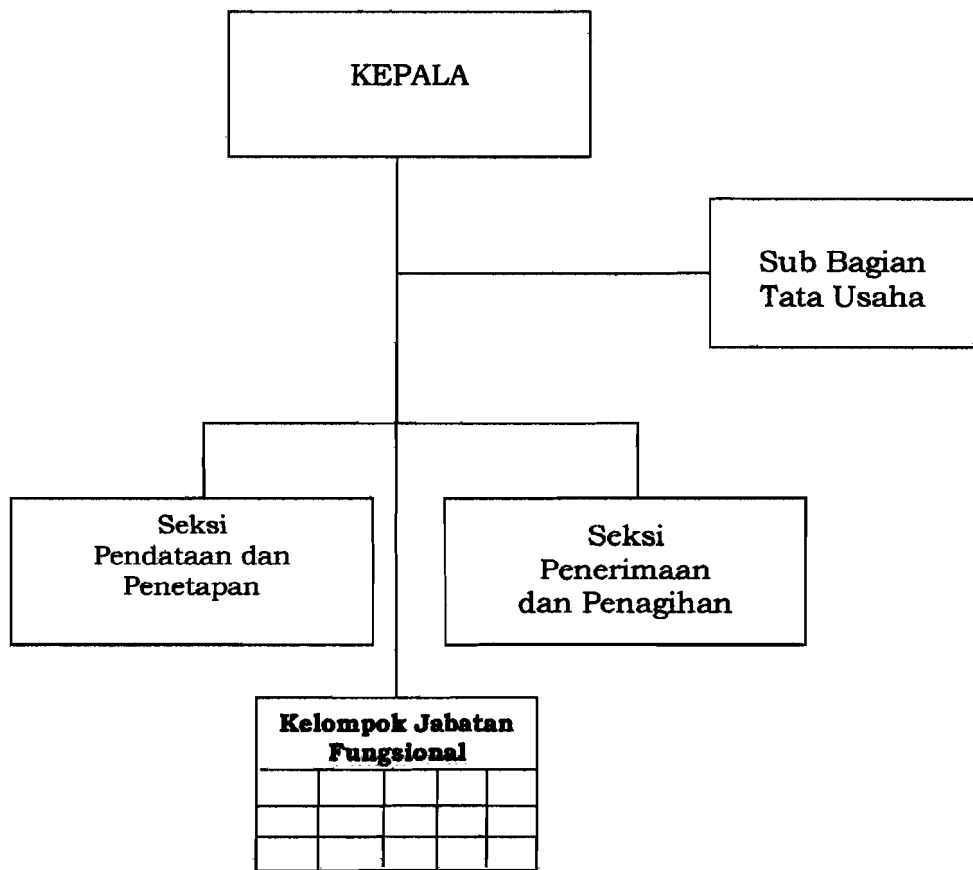 KEPALA
Sub Bagian
Tata Usaha
Seksi
Pendataan dan
Penetapan
Seksi
Penerimaan
dan Penagihan
Kelompok Jabatan
Fungsional